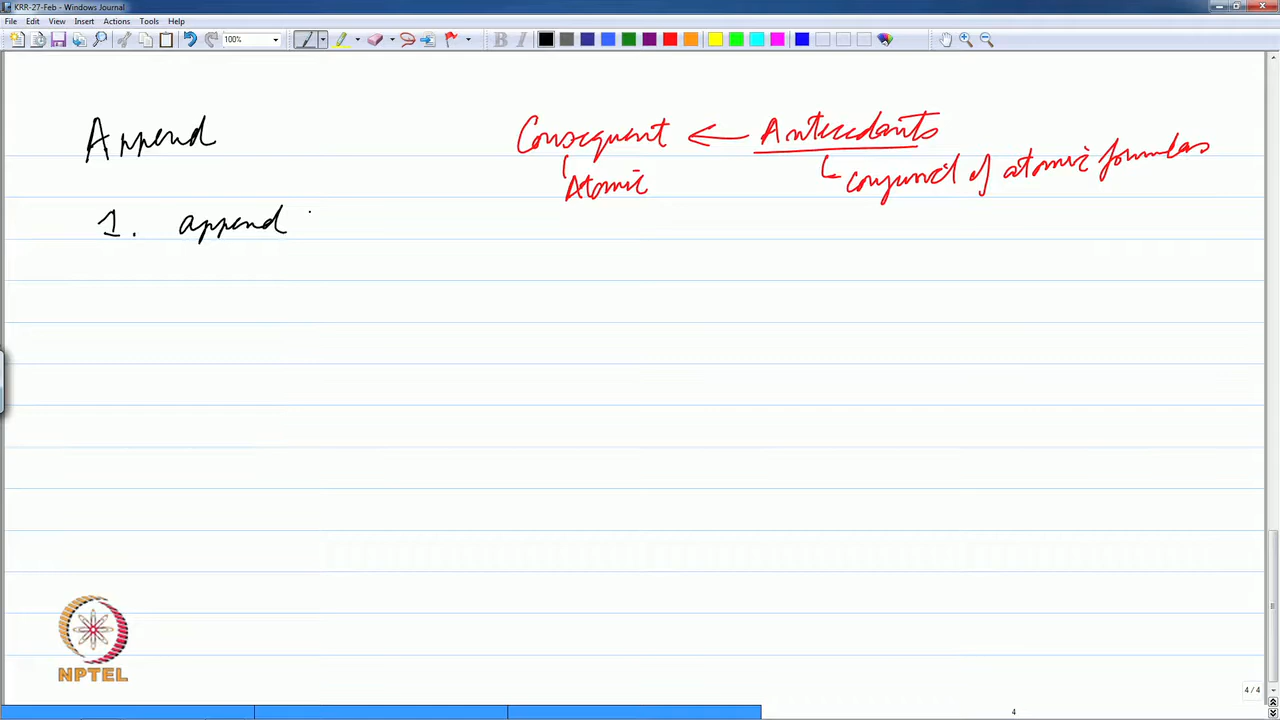 KRR-27-Feb - Windows Journal
File Edit View Insert Actions Tools Help
100%
Append
Consequent ← Antecedants
Atomic
conjunct of atomic formulas
1. append
NPTEL
4 / 4
4